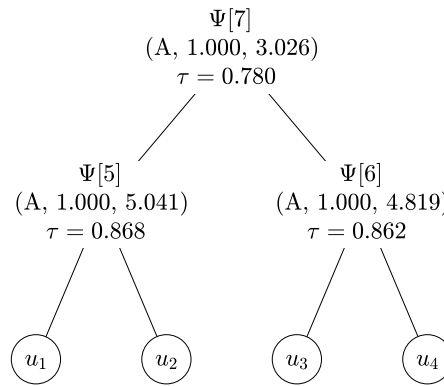 Ψ[7]
(A, 1.000, 3.026)
τ = 0.780
Ψ[5]
(A, 1.000, 5.041)
τ = 0.868
Ψ[6]
(A, 1.000, 4.819)
τ = 0.862
u₁
u₂
u₃
u₄